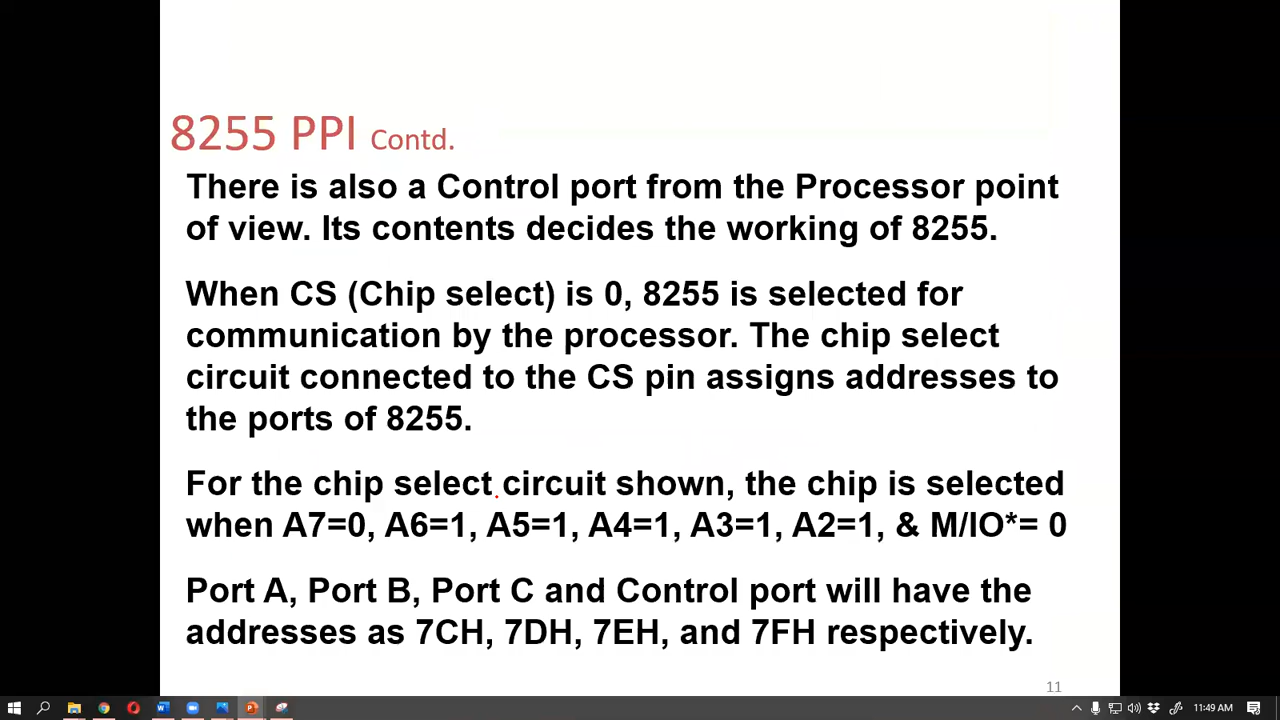 8255 PPI Contd.
There is also a Control port from the Processor point
of view. Its contents decides the working of 8255.
When CS (Chip select) is 0, 8255 is selected for
communication by the processor. The chip select
circuit connected to the CS pin assigns addresses to
the ports of 8255.
For the chip select circuit shown, the chip is selected
when A7=0, A6=1, A5=1, A4=1, A3=1, A2=1, & M/IO*= 0
Port A, Port B, Port C and Control port will have the
addresses as 7CH, 7DH, 7EH, and 7FH respectively.
11
11:49 AM